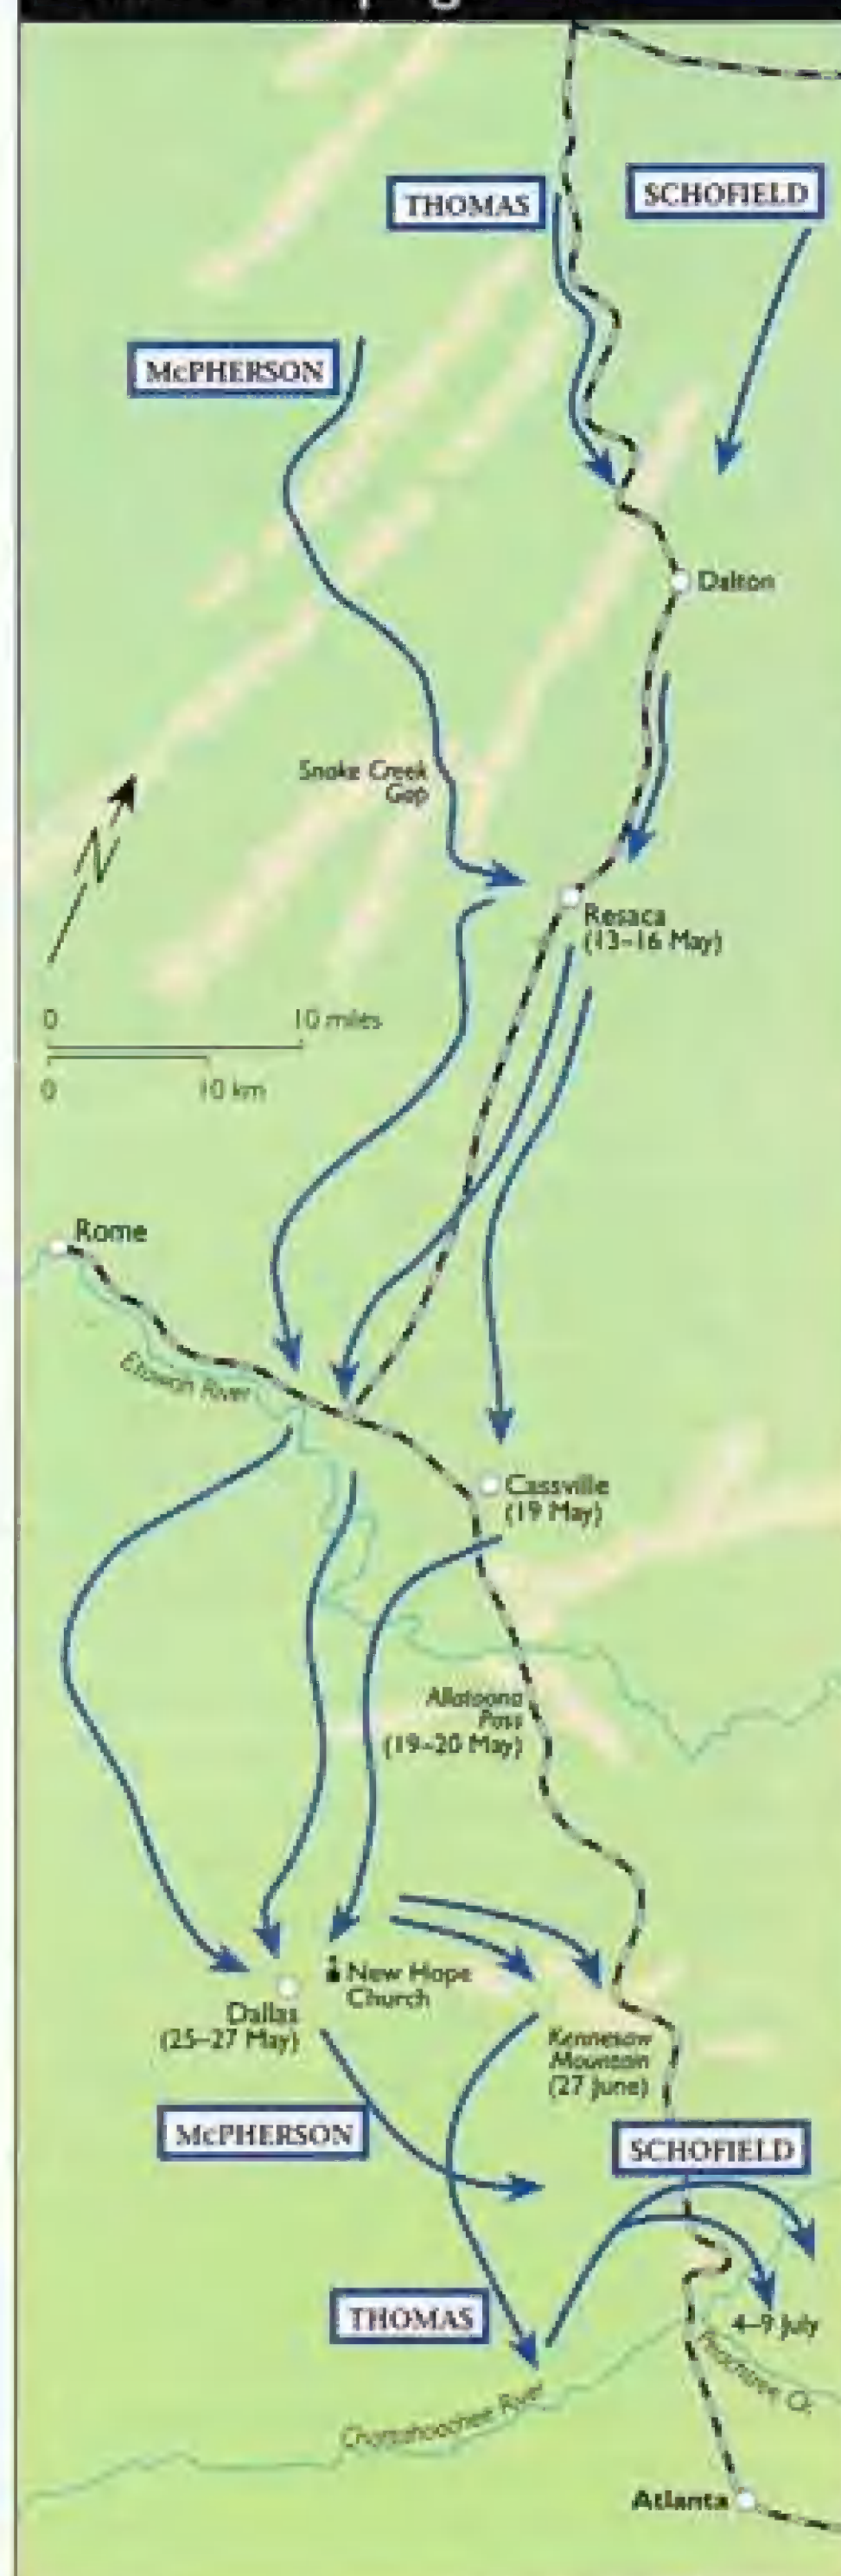 THOMAS
SCHOFIELD
McPHERSON
Dalton
Snake Creek
Gap
N
Resaca
(13–16 May)
0
10 miles
0
10 km
Rome
Etowah River
Cassville
(19 May)
Allatoona
Pass
(19–20 May)
New Hope
Church
Dallas
(25–27 May)
Kennesaw
Mountain
(27 June)
McPHERSON
SCHOFIELD
THOMAS
4–9 July
Peachtree Cr.
Chattahoochee River
Atlanta